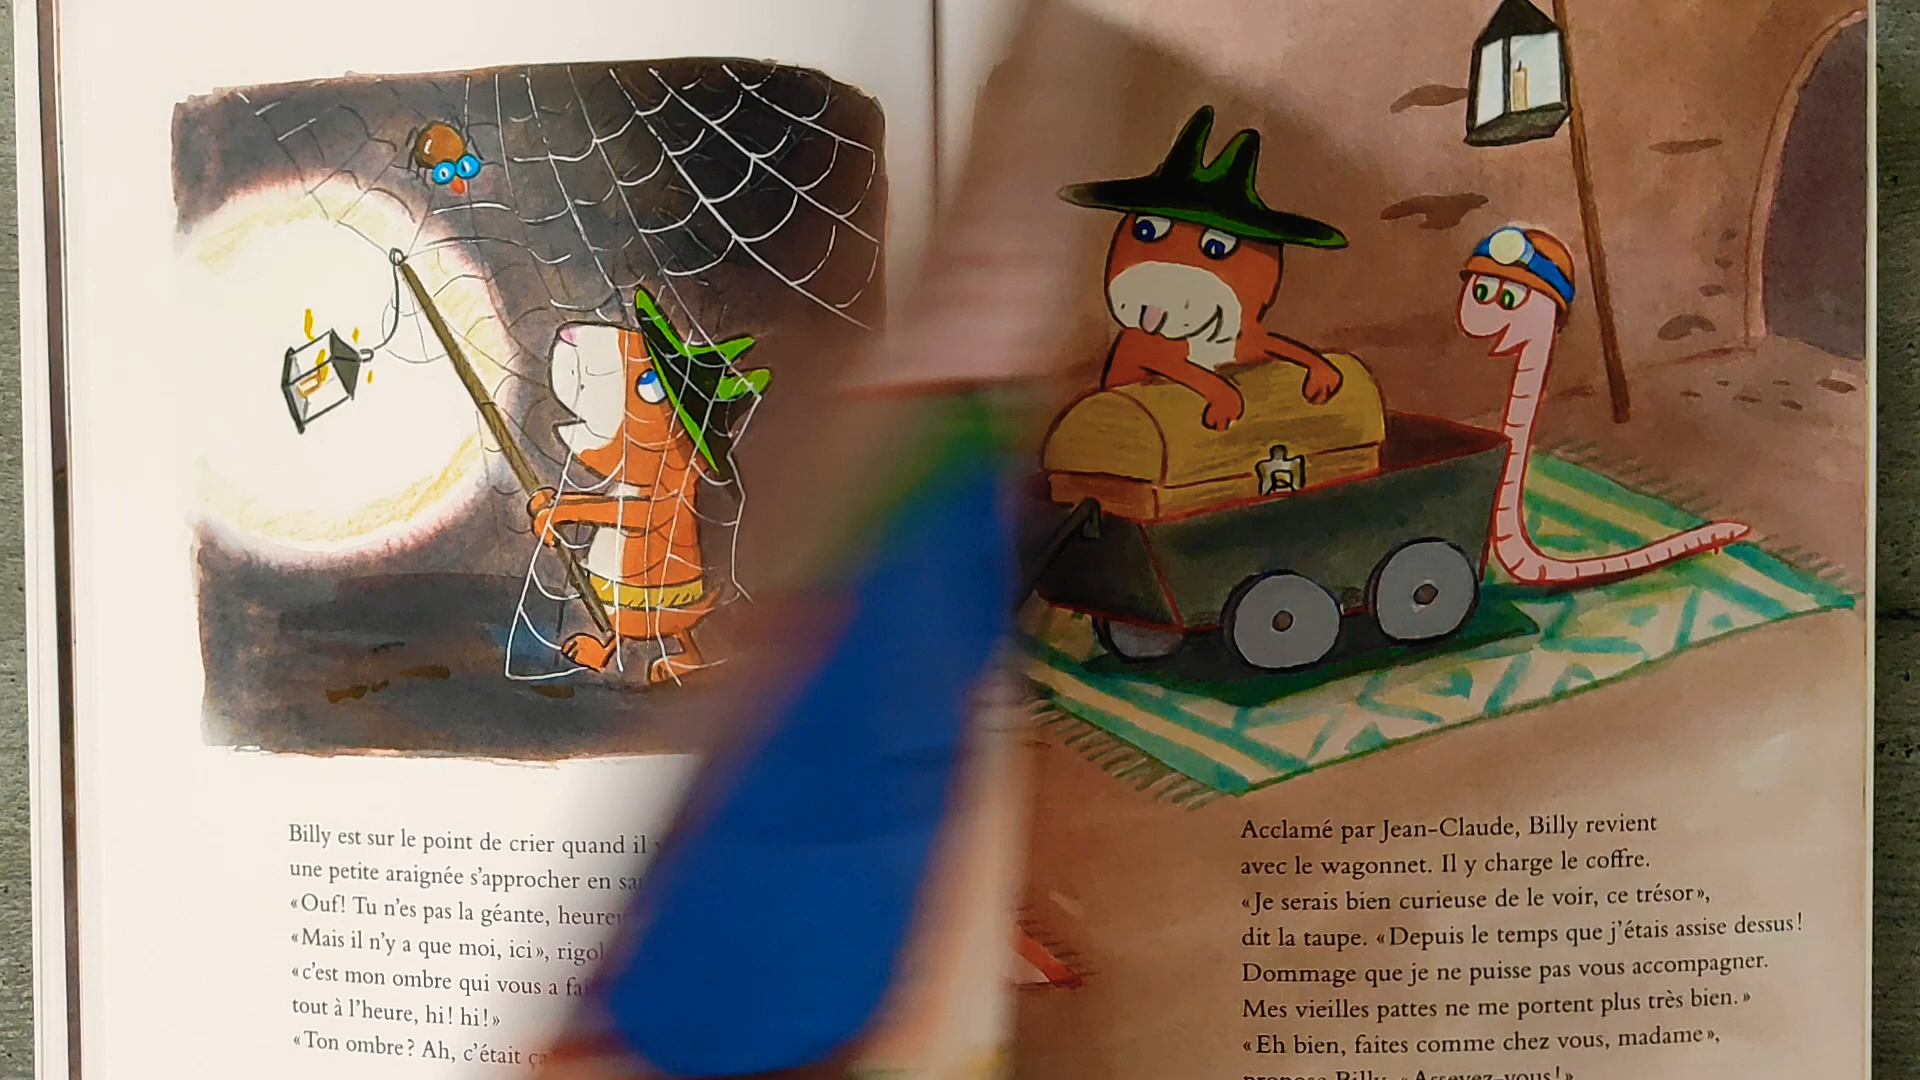 Billy est sur le point de crier quand il
une petite araignée s'approcher en
«Ouf! Tu n'es pas la géante,
«Mais il n'y a que moi, ici»,
«c'est mon ombre qui vous a
tout à l'heure, hi! hi!»
«Ton ombre? Ah, c'était
Acclamé par Jean-Claude, Billy revient
avec le wagonnet. Il y charge le coffre.
«Je serais bien curieuse de le voir, ce trésor»,
dit la taupe. «Depuis le temps que j'étais assise dessus!
Dommage que je ne puisse pas vous accompagner.
Mes vieilles pattes ne me portent plus très bien.»
«Eh bien, faites comme chez vous, madame»,
propose Billy. «Asseyez-vous!»